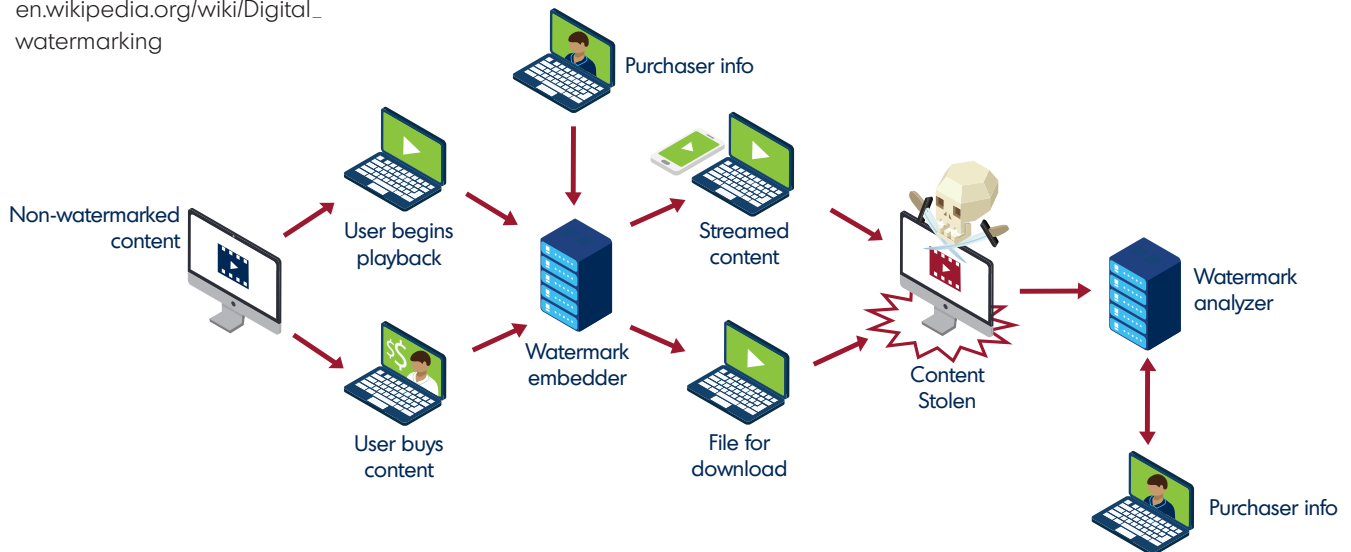 en.wikipedia.org/wiki/Digital_
watermarking
Purchaser info
Non-watermarked
content
User begins
playback
Streamed
content
Watermark
analyzer
Watermark
embedder
Content
Stolen
$$
User buys
content
File for
download
Purchaser info